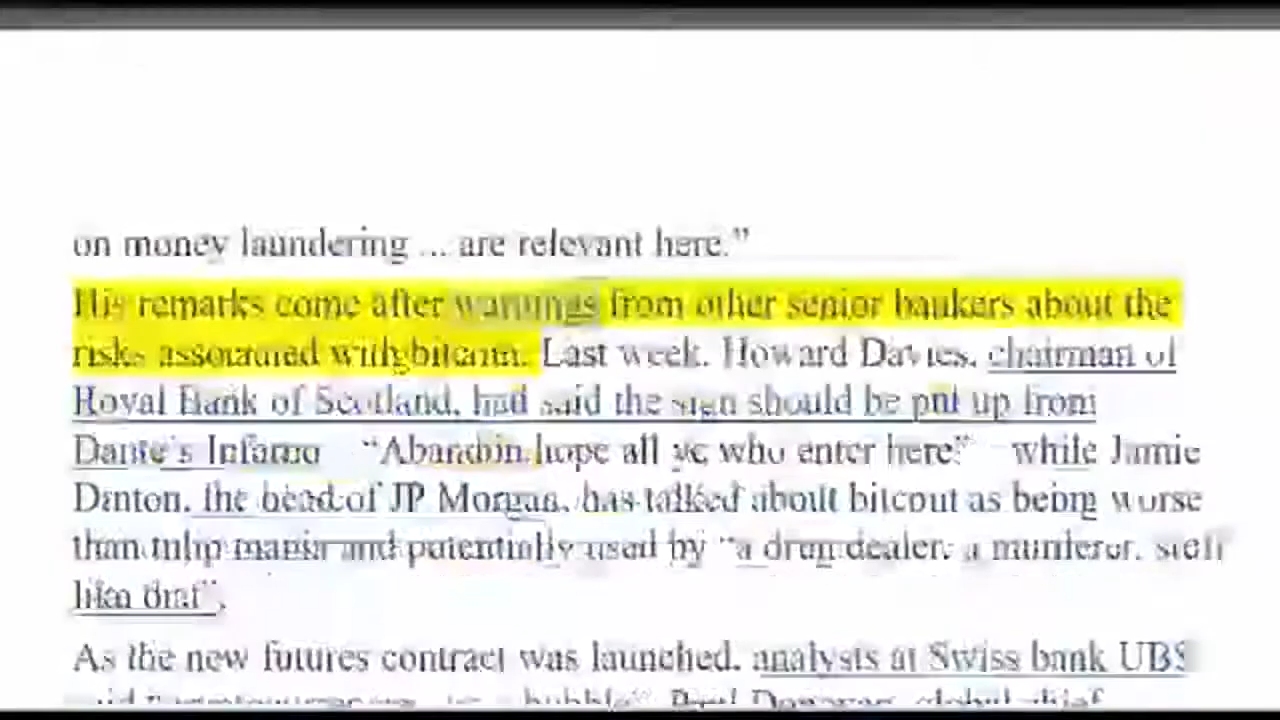 on money laundering ... are relevant here.”
His remarks come after warnings from other senior bankers about the
risks associated with bitcoin. Last week, Howard Davies, chairman of
Royal Bank of Scotland, had said the sign should be put up from
Dante’s “Abandon hope all ye who enter here” while Jamie
the head of JP Morgan, has talked about bitcoin as being worse
than tulip mania and potentially used by “a drug dealer, a murderer, stuff
like that”.
As the new futures contract was launched, analysts at Swiss bank UBS